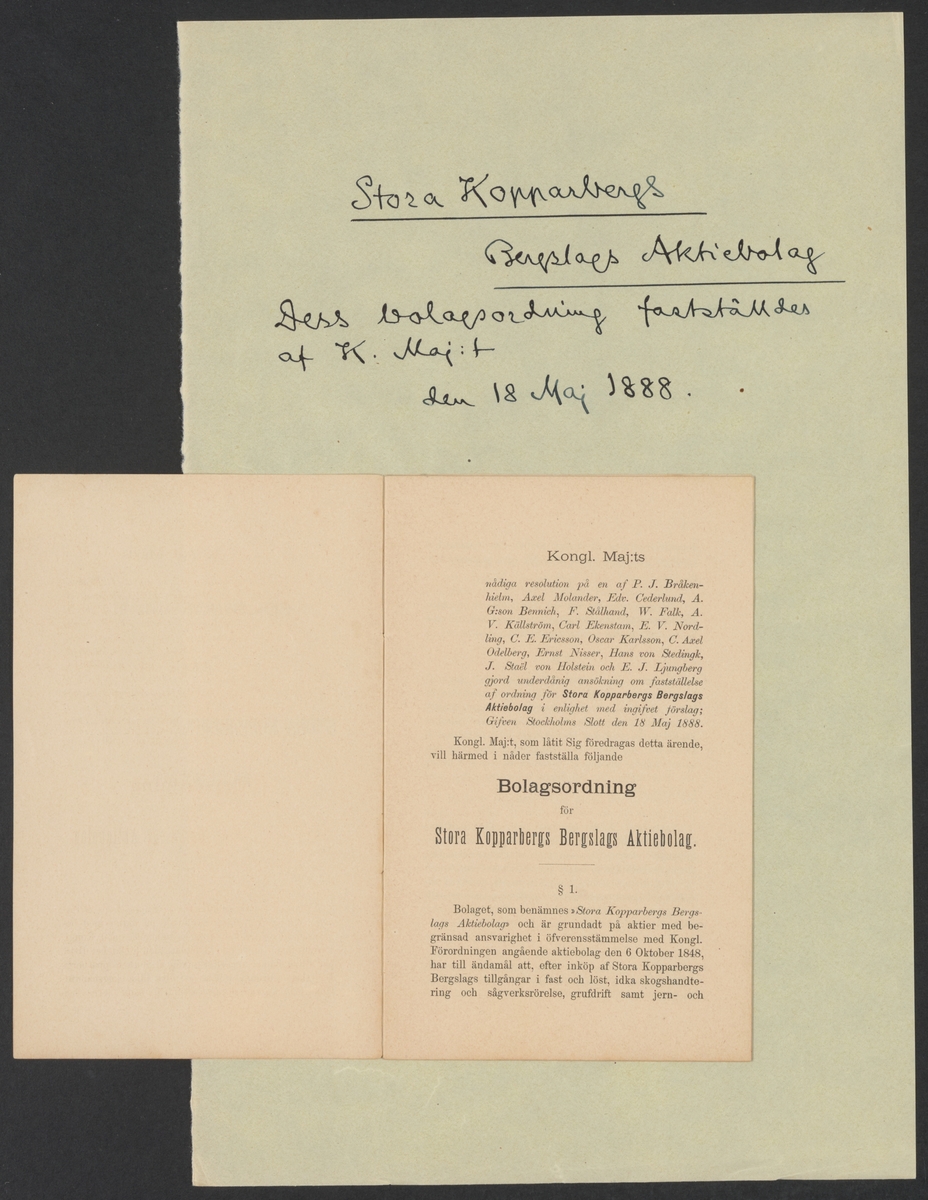 Stora Kopparbergs
Bergslags Aktiebolag
Dess bolagsordning fastställdes
af K. Maj:t
den 18 Maj 1888.
Kongl. Maj:ts
nådiga resolution på en af P. J. Bråken-
hielm, Axel Molander, Edv. Cederlund, A.
G:son Bennich, F. Stålhand, W. Falk, A.
V. Källström, Carl Ekenstam, E. V. Nord-
ling, C. E. Ericsson, Oscar Karlsson, C. Axel
Odelberg, Ernst Nisser, Hans von Stedingk,
J. Staël von Holstein och E. J. Ljungberg
gjord underdånig ansökning om fastställelse
af ordning för Stora Kopparbergs Bergslags
Aktiebolag i enlighet med ingifvet förslag;
Gifven Stockholms Slott den 18 Maj 1888.
Kongl. Maj:t, som låtit Sig föredragas detta ärende,
vill härmed i nåder fastställa följande
Bolagsordning
för
Stora Kopparbergs Bergslags Aktiebolag.
§ 1.
Bolaget, som benämnes »Stora Kopparbergs Bergs-
lags Aktiebolag» och är grundadt på aktier med be-
gränsad ansvarighet i öfverensstämmelse med Kongl.
Förordningen angående aktiebolag den 6 Oktober 1848,
har till ändamål att, efter inköp af Stora Kopparbergs
Bergslags tillgångar i fast och löst, idka skogshandte-
ring och sågverksrörelse, grufdrift samt jern- och